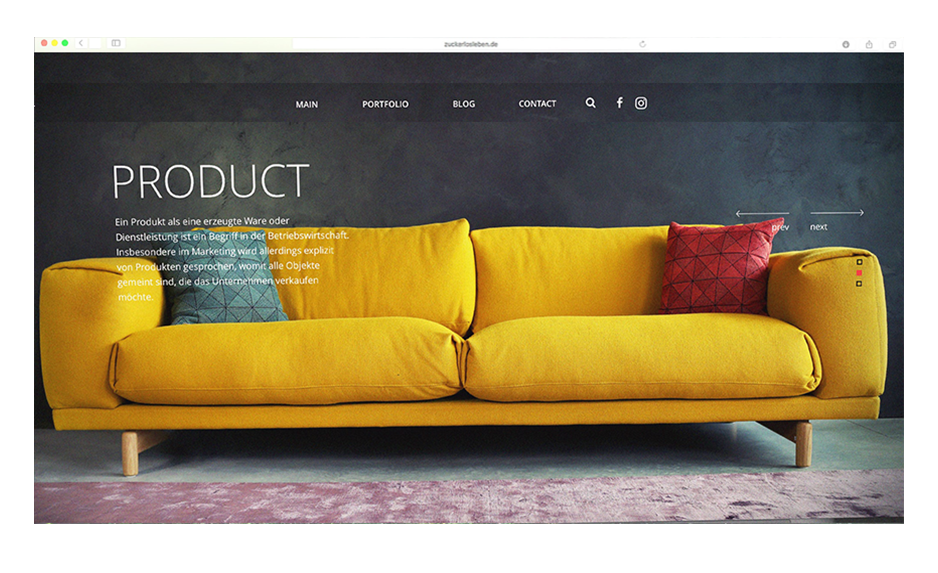 zuckerlosleben.de
MAIN PORTFOLIO BLOG CONTACT
PRODUCT
Ein Produkt als eine erzeugte Ware oder
Dienstleistung ist ein Begriff in der Betriebswirtschaft.
Insbesondere im Marketing wird allerdings explizit
von Produkten gesprochen, womit alle Objekte
gemeint sind, die das Unternehmen verkaufen
möchte.
prev next